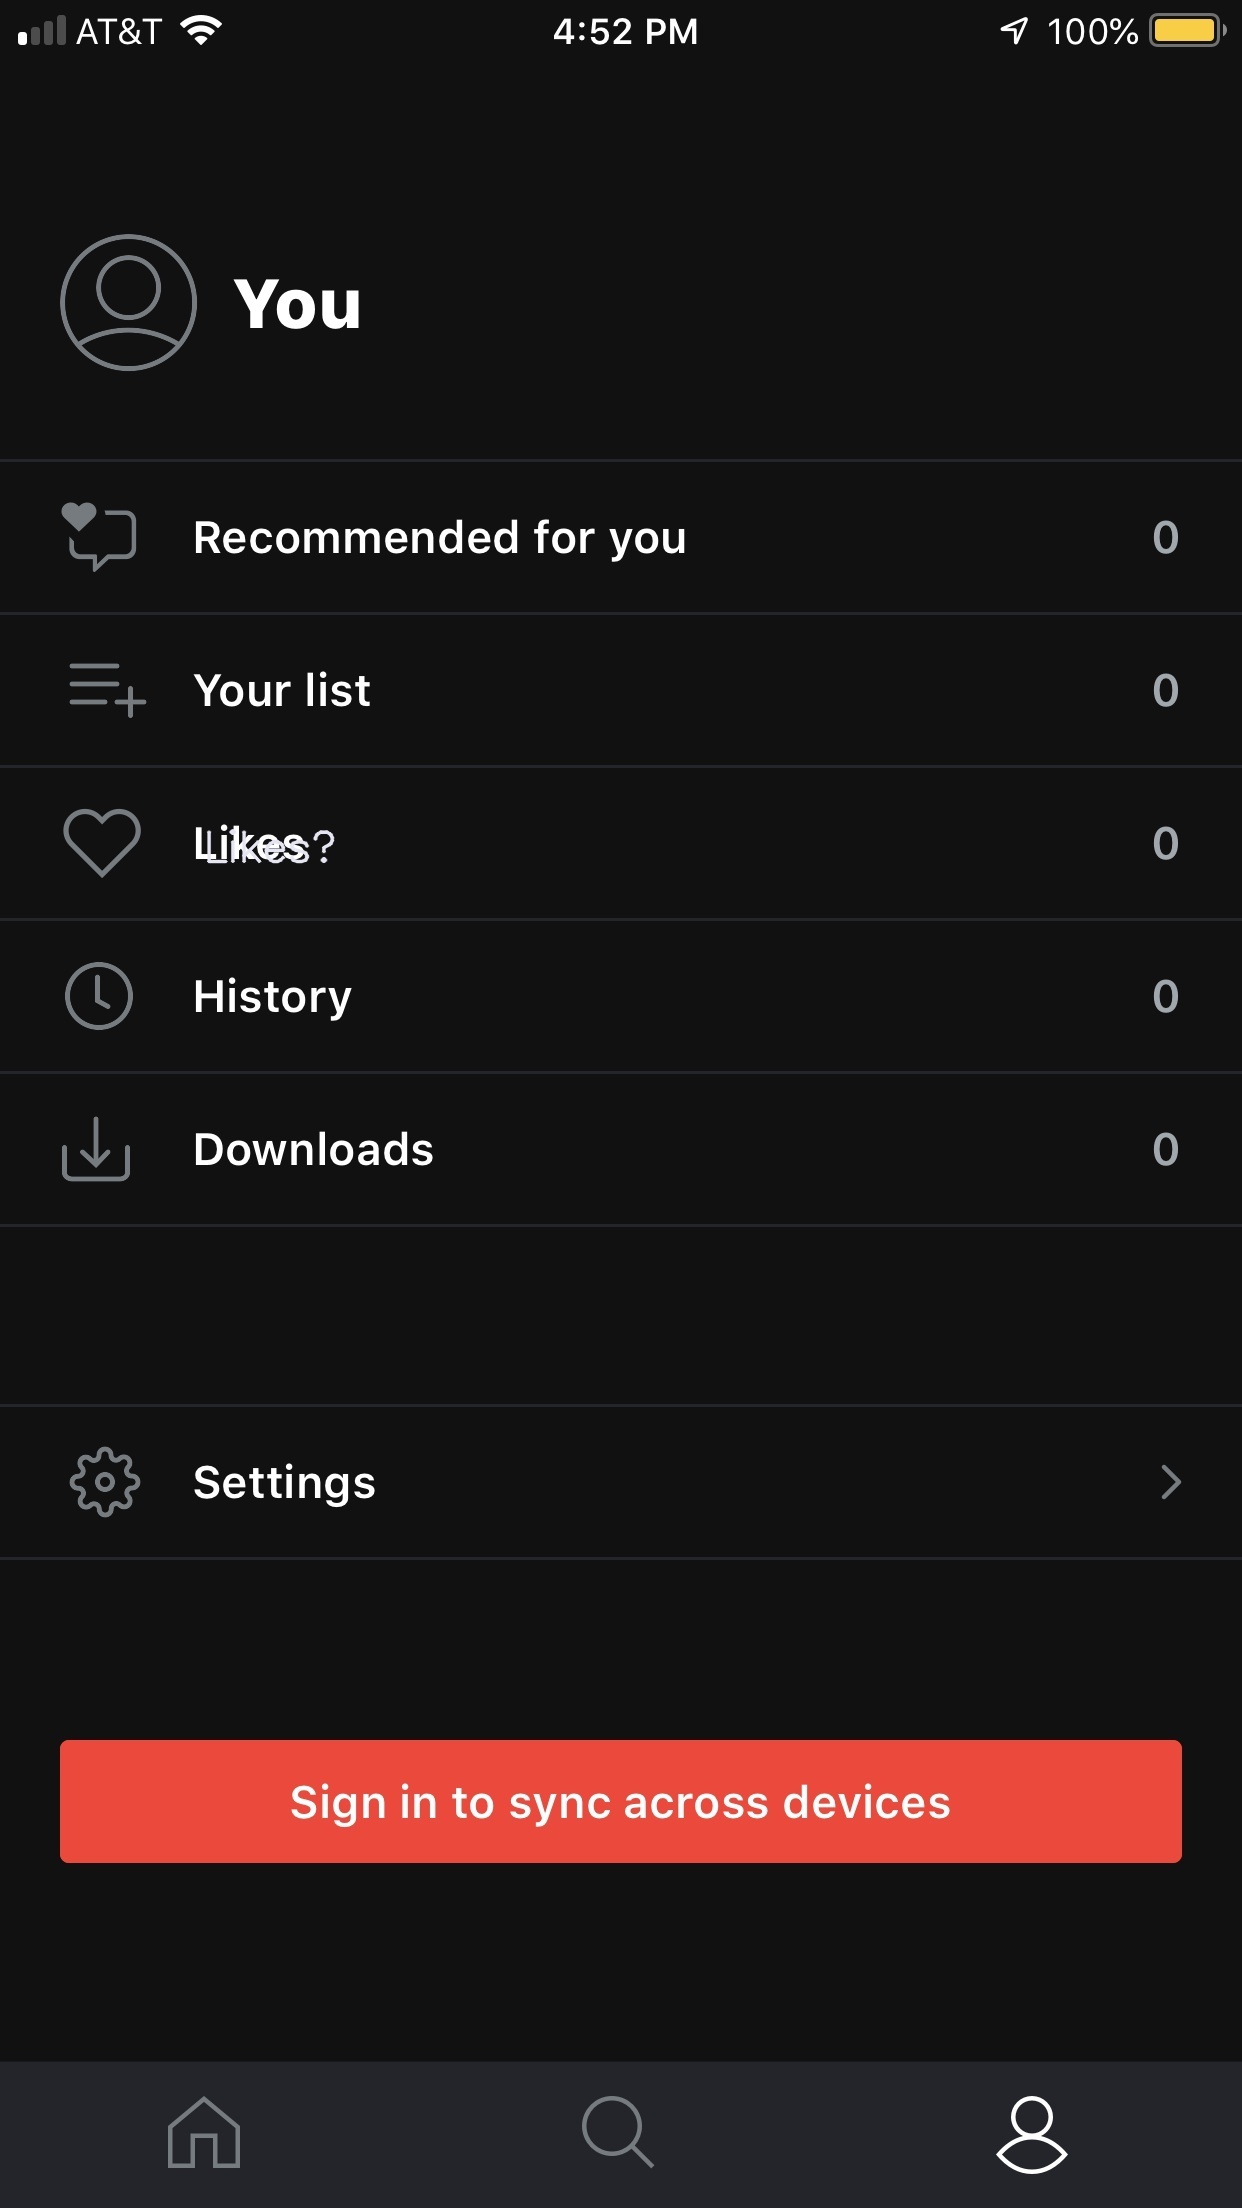 AT&T 4:52 PM 100%
You
Recommended for you 0
Your list 0
Likes Likes? 0
History 0
Downloads 0
Settings
Sign in to sync across devices